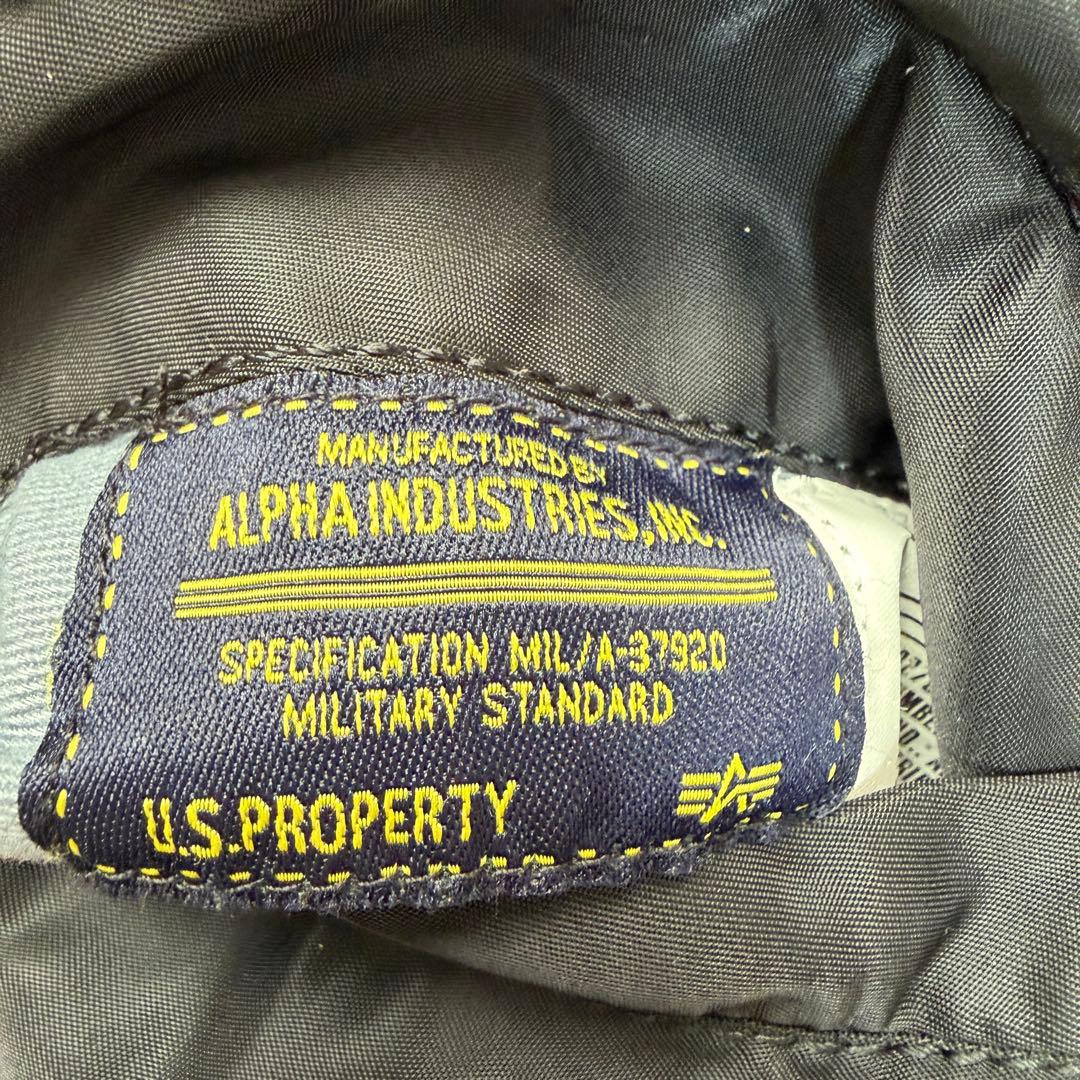 MANUFACTURED BY
ALPHA INDUSTRIES, INC.
SPECIFICATION MIL/A-37920
MILITARY STANDARD
U.S.PROPERTY